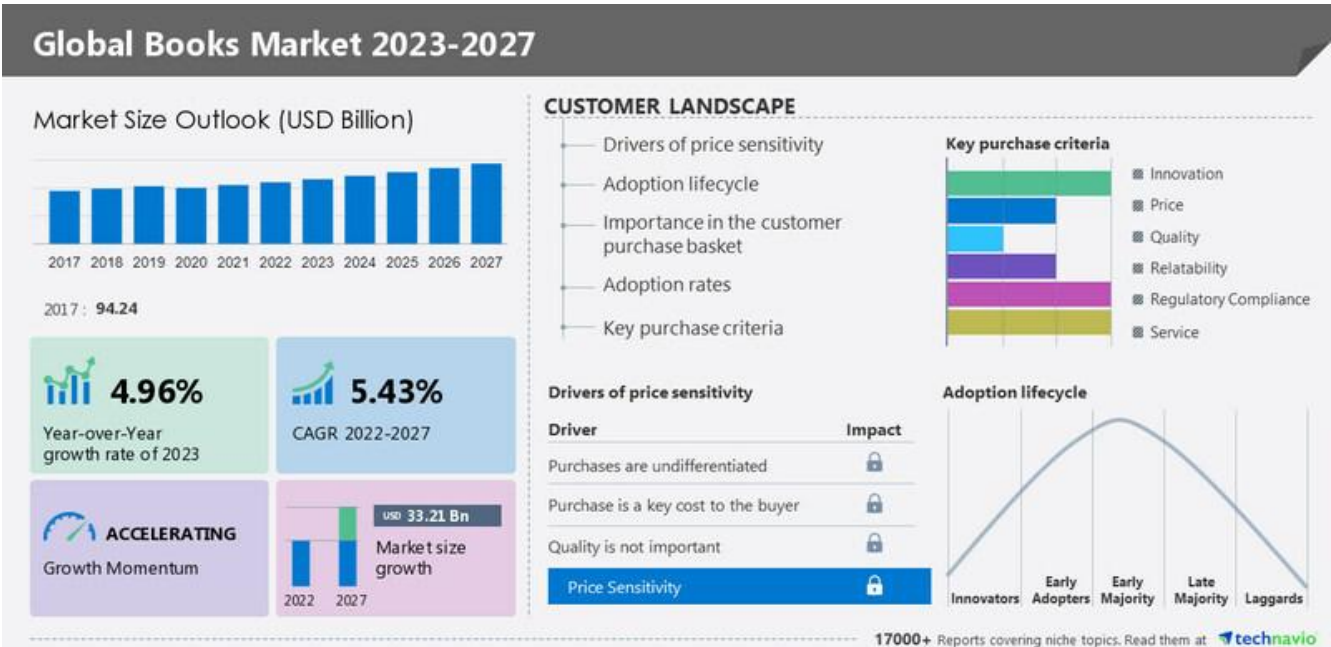 Global Books Market 2023-2027
Market Size Outlook (USD Billion)
2017 2018 2019 2020 2021 2022 2023 2024 2025 2026 2027
2017 : 94.24
4.96%
Year-over-Year
growth rate of 2023
5.43%
CAGR 2022-2027
ACCELERATING
Growth Momentum
USD 33.21 Bn
Market size
growth
2022 2027
CUSTOMER LANDSCAPE
Drivers of price sensitivity
Adoption lifecycle
Importance in the customer
purchase basket
Adoption rates
Key purchase criteria
Key purchase criteria
Innovation
Price
Quality
Relatability
Regulatory Compliance
Service
Drivers of price sensitivity
Driver Impact
Purchases are undifferentiated
Purchase is a key cost to the buyer
Quality is not important
Price Sensitivity
Adoption lifecycle
Innovators
Early
Adopters
Early
Majority
Late
Majority
Laggards
17000+ Reports covering niche topics. Read them at technavio